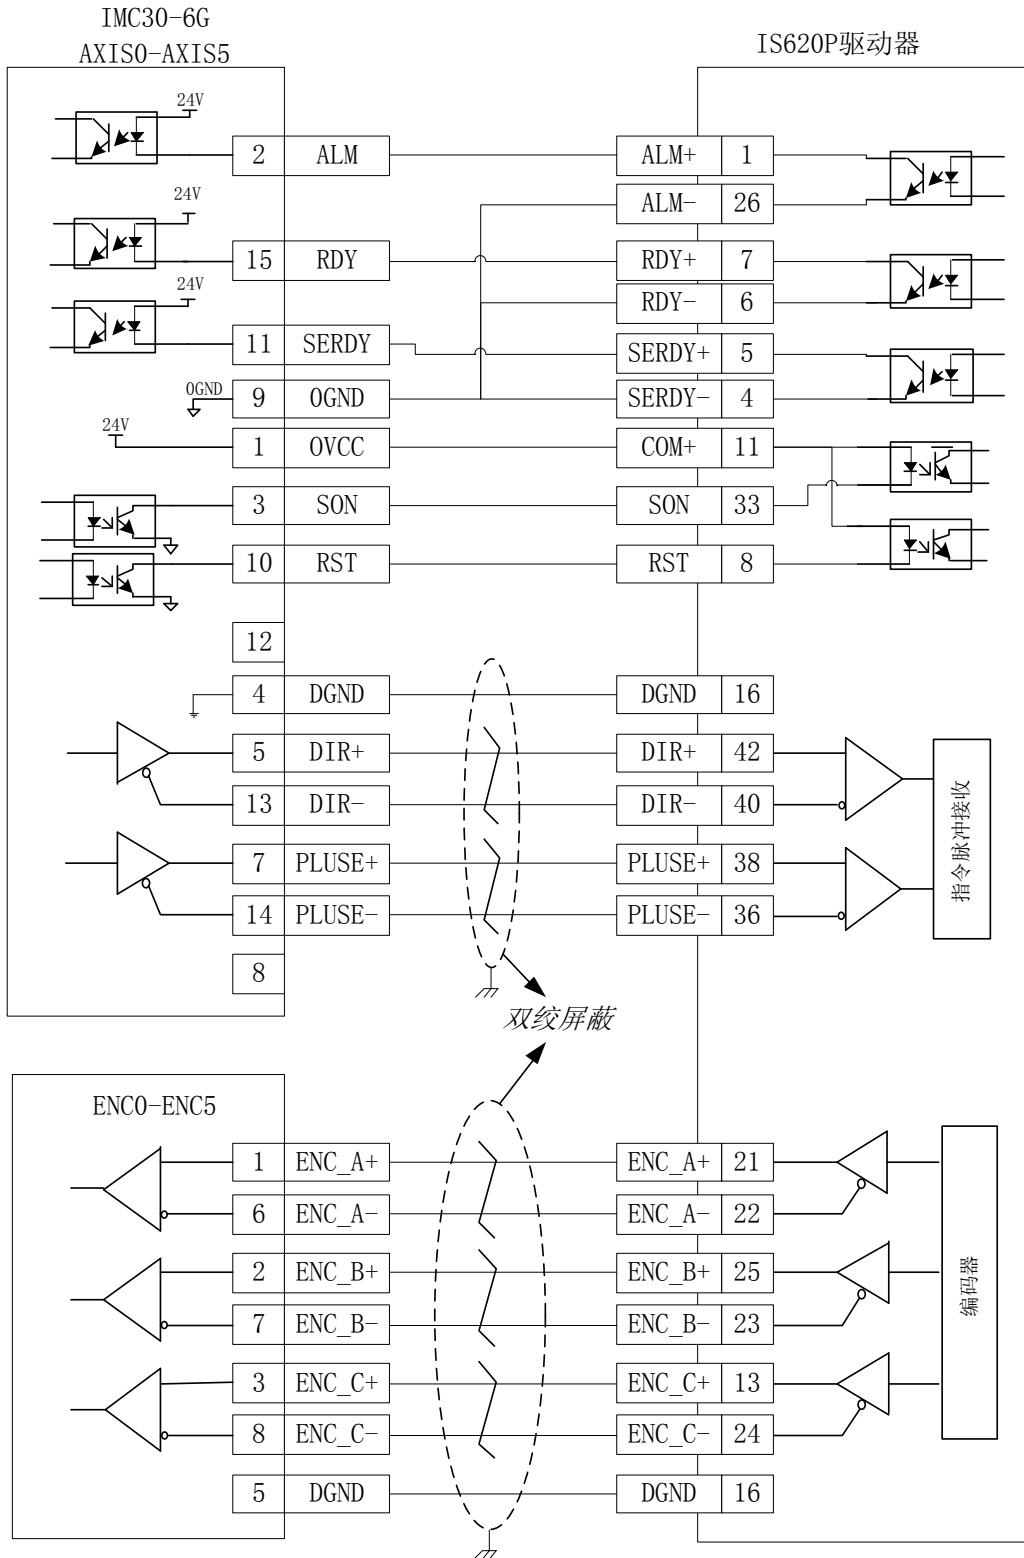 IMC30-6G
AXIS0-AXIS5
IS620P驱动器
24V
2 ALM ALM+ 1
ALM- 26
24V
15 RDY RDY+ 7
24V
RDY- 6
11 SERDY SERDY+ 5
OGND 9 OGND SERDY- 4
24V
1 OVCC COM+ 11
3 SON SON 33
10 RST RST 8
12
4 DGND DGND 16
5 DIR+ DIR+ 42
13 DIR- DIR- 40
7 PLUSE+ PLUSE+ 38
14 PLUSE- PLUSE- 36
指令脉冲接收
8
双绞屏蔽
ENC0-ENC5
1 ENC_A+ ENC_A+ 21
6 ENC_A- ENC_A- 22
2 ENC_B+ ENC_B+ 25
7 ENC_B- ENC_B- 23
编码器
3 ENC_C+ ENC_C+ 13
8 ENC_C- ENC_C- 24
5 DGND DGND 16